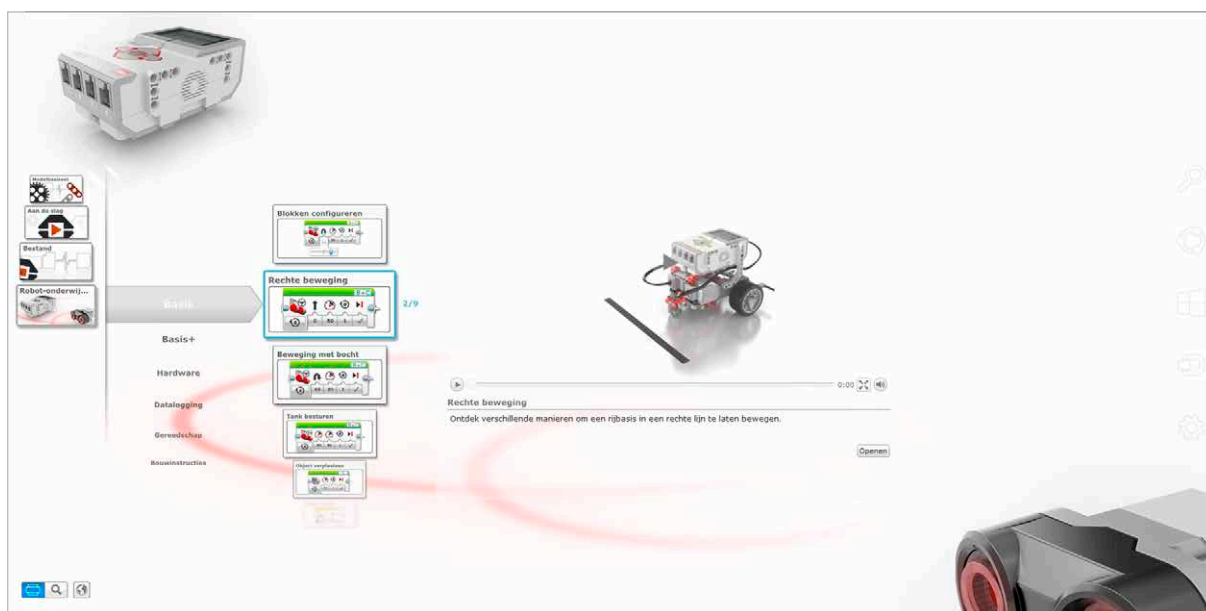 Modelbasisset
Aan de slag
Bestand
Robot-onderwij...
Basis
Basis+
Hardware
Datalogging
Gereedschap
Bouwinstructies
Blokken configureren
Rechte beweging
2/9
Beweging met bocht
Tank besturen
Object verplaatsen
0:00
Rechte beweging
Ontdek verschillende manieren om een rijbasis in een rechte lijn te laten bewegen.
Openen